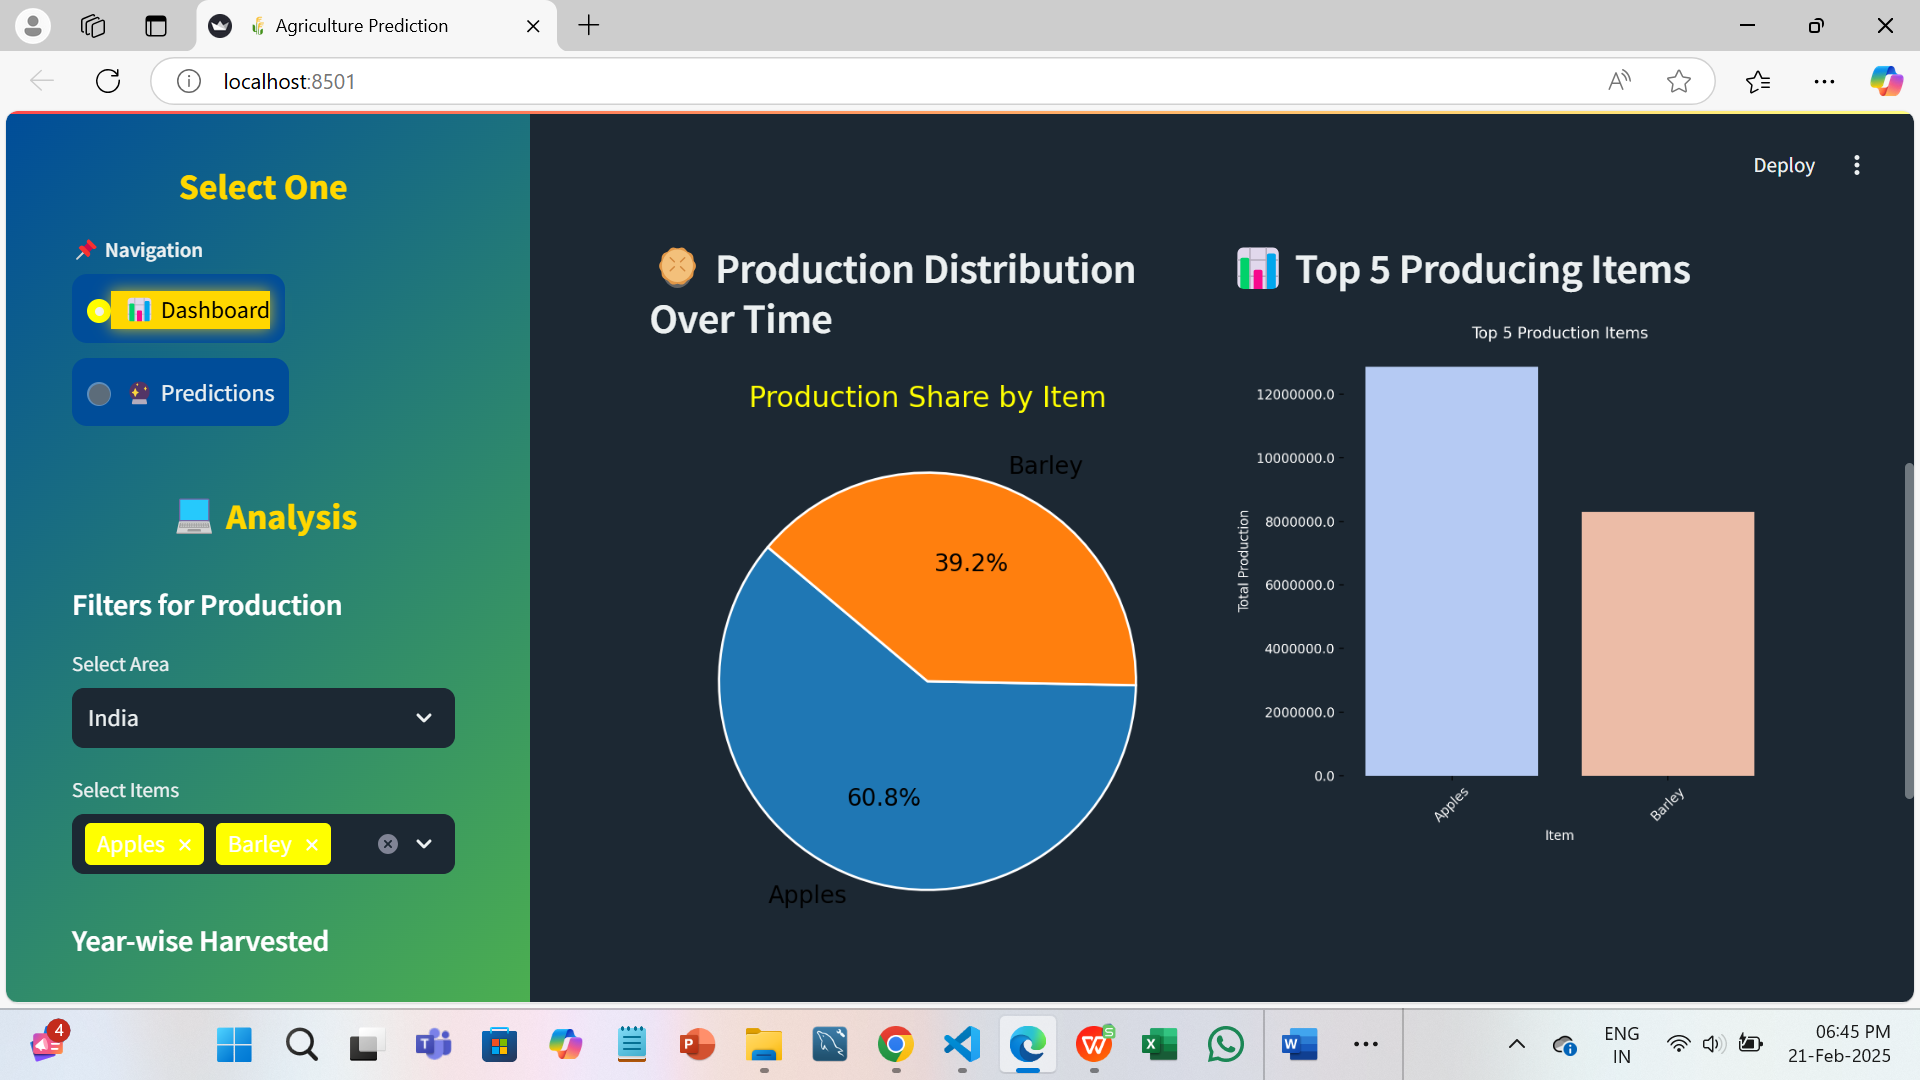 Agriculture Prediction
localhost:8501
Deploy
Select One
Navigation
Dashboard
Predictions
Analysis
Filters for Production
Select Area
India
Select Items
Apples
Barley
Year-wise Harvested
Production Distribution
Over Time
Production Share by Item
Barley
39.2%
60.8%
Apples
Top 5 Producing Items
Top 5 Production Items
12000000.0
10000000.0
8000000.0
6000000.0
4000000.0
2000000.0
0.0
Total Production
Apples
Barley
Item
4
ENG
IN
06:45 PM
21-Feb-2025